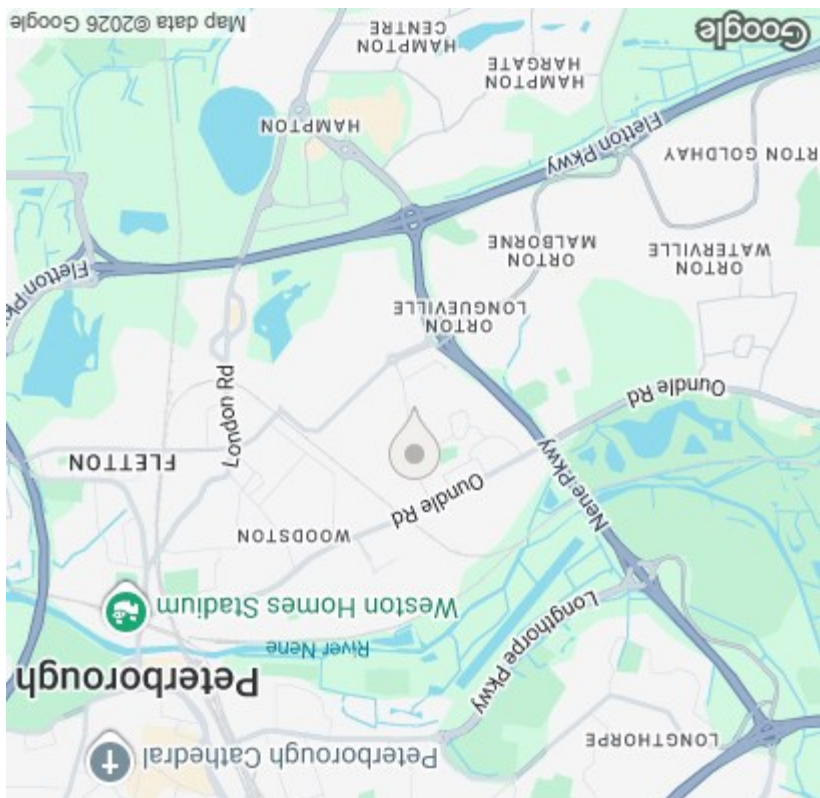 Peterborough Cathedral
LONGTHORPE
Peterborough
Longthorpe Pkwy
River Nene
Weston Homes Stadium
WOODSTON
Nene Pkwy
Oundle Rd
FLETTON
London Rd
Oundle Rd
ORTON
LONGUEVILLE
Fletton Pkw
ORTON
WATERVILLE
ORTON
MALBORNE
RTON GOLDHAY
Fletton Pkwy
HAMPTON
HAMPTON
HARGATE
HAMPTON
CENTRE
Google
Map data ©2026 Google